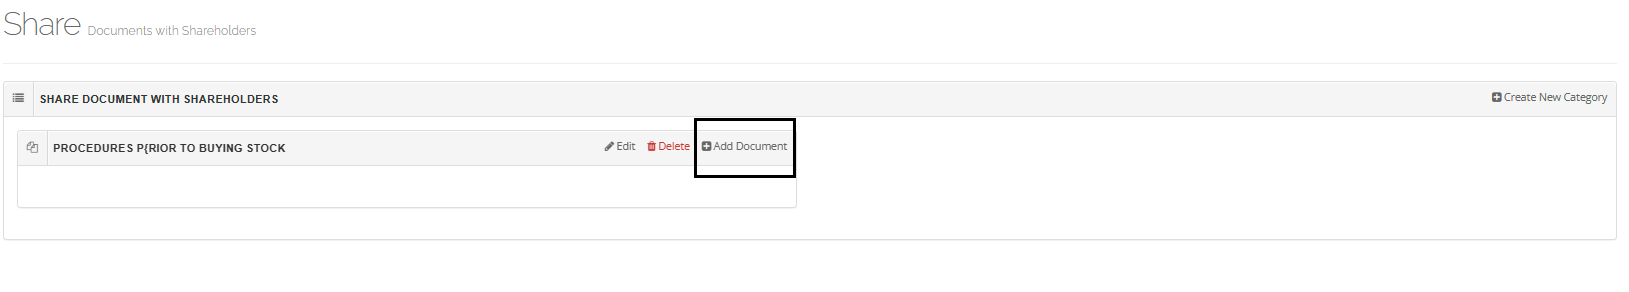 Share Documents with Shareholders
SHARE DOCUMENT WITH SHAREHOLDERS
Create New Category
PROCEDURES P{RIOR TO BUYING STOCK
Edit
Delete
Add Document